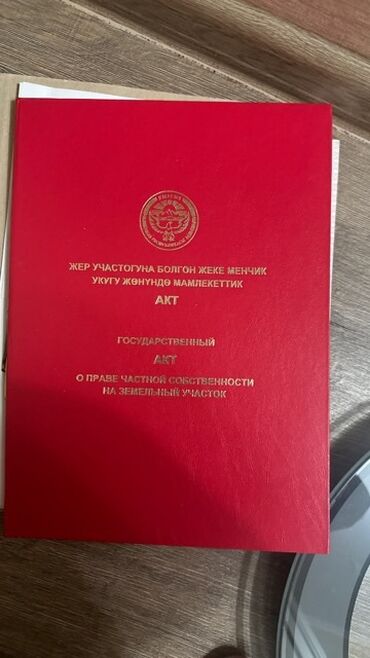 ЖЕР УЧАСТОГУНА БОЛГОН ЖЕКЕ МЕНЧИК
УКУГУ ЖӨНҮНДӨ МАМЛЕКЕТТИК
АКТ
ГОСУДАРСТВЕННЫЙ
АКТ
О ПРАВЕ ЧАСТНОЙ СОБСТВЕННОСТИ
НА ЗЕМЕЛЬНЫЙ УЧАСТОК